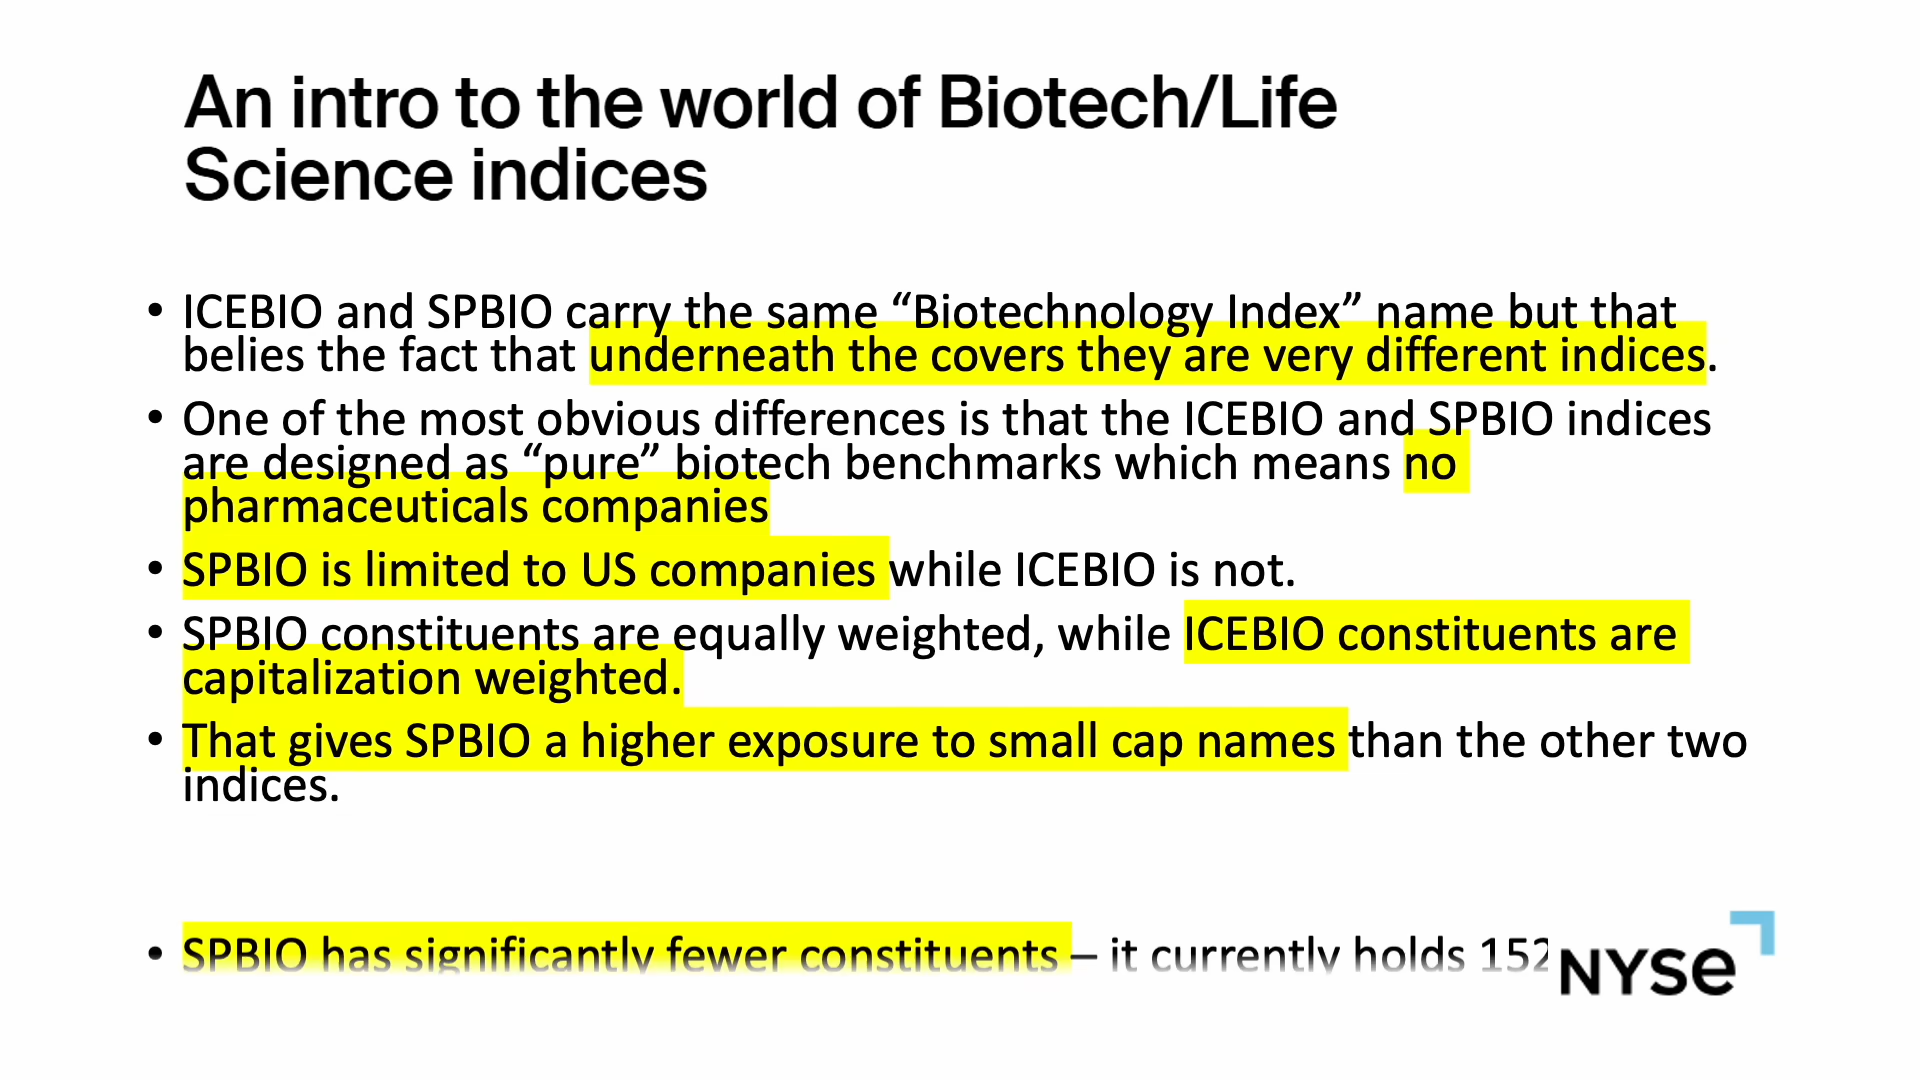 An intro to the world of Biotech/Life
Science indices
• ICEBIO and SPBIO carry the same “Biotechnology Index” name but that
belies the fact that underneath the covers they are very different indices.
• One of the most obvious differences is that the ICEBIO and SPBIO indices
are designed as “pure” biotech benchmarks which means no
pharmaceuticals companies
• SPBIO is limited to US companies while ICEBIO is not.
• SPBIO constituents are equally weighted, while ICEBIO constituents are
capitalization weighted.
• That gives SPBIO a higher exposure to small cap names than the other two
indices.
• SPBIO has significantly fewer constituents – it currently holds 152
NYSE